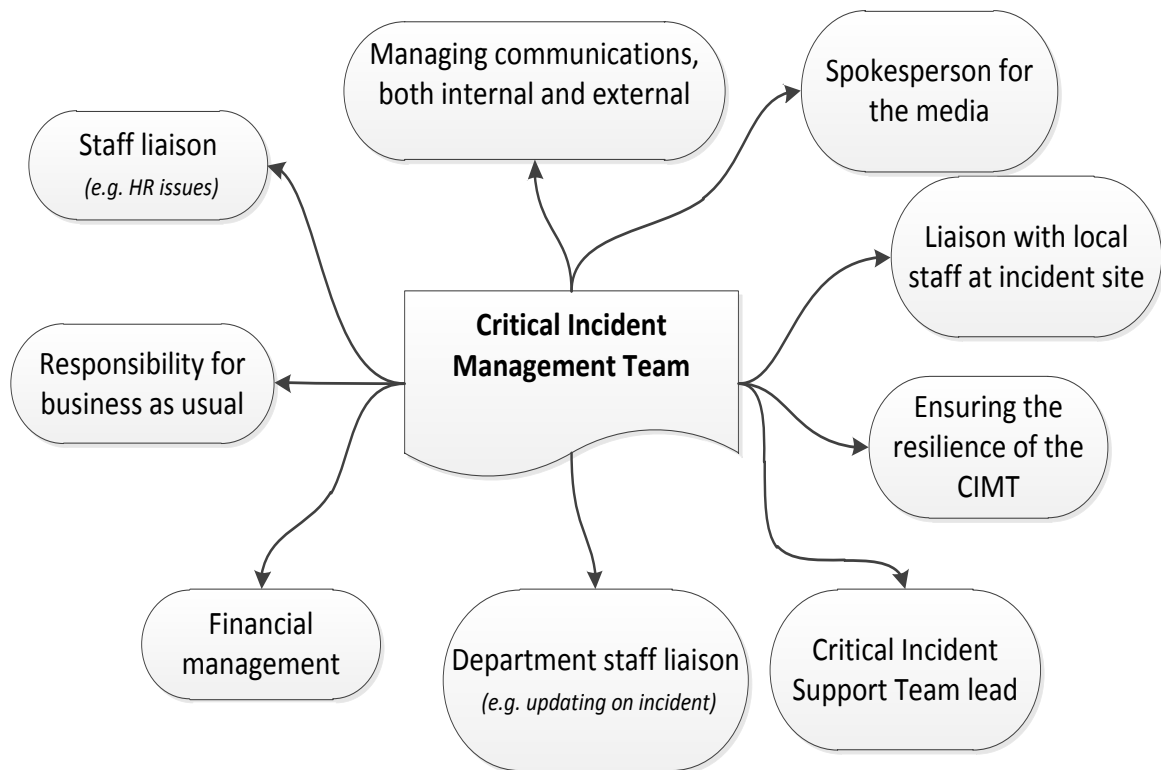 Managing communications,
both internal and external
Spokesperson for
the media
Staff liaison
(e.g. HR issues)
Liaison with local
staff at incident site
Critical Incident
Management Team
Responsibility for
business as usual
Ensuring the
resilience of the
CIMT
Financial
management
Department staff liaison
(e.g. updating on incident)
Critical Incident
Support Team lead